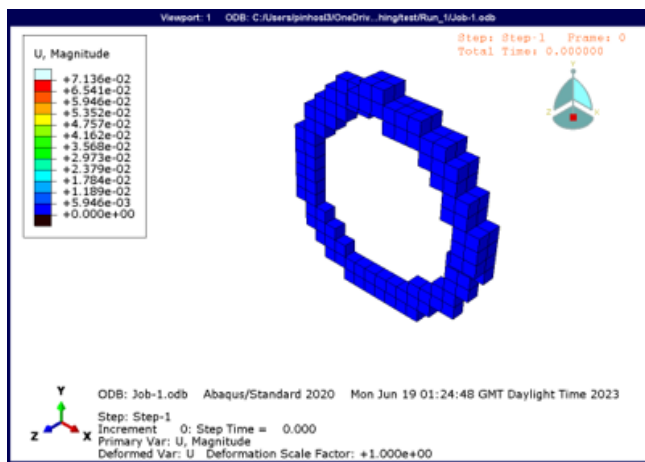 Viewport: 1 ODB: C:/Users/pinhosl3/OneDriv...hing/test/Run_1/Job-1.odb
Step: Step-1 Frame: 0
Total Time: 0.000000
U, Magnitude
+7.136e-02
+6.541e-02
+5.946e-02
+5.352e-02
+4.757e-02
+4.162e-02
+3.568e-02
+2.973e-02
+2.379e-02
+1.784e-02
+1.189e-02
+5.946e-03
+0.000e+00
Y
Z
X
Y
Z
X
ODB: Job-1.odb Abaqus/Standard 2020 Mon Jun 19 01:24:48 GMT Daylight Time 2023
Step: Step-1
Increment 0: Step Time = 0.000
Primary Var: U, Magnitude
Deformed Var: U Deformation Scale Factor: +1.000e+00